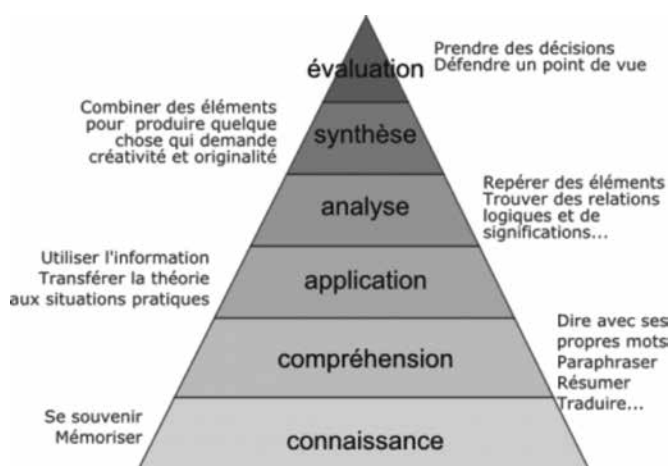 évaluation
Prendre des décisions
Défendre un point de vue
Combiner des éléments
pour produire quelque
chose qui demande
créativité et originalité
synthèse
analyse
Repérer des éléments
Trouver des relations
logiques et de
significations...
Utiliser l'information
Transférer la théorie
aux situations pratiques
application
compréhension
Dire avec ses
propres mots
Paraphraser
Résumer
Traduire...
Se souvenir
Mémoriser
connaissance